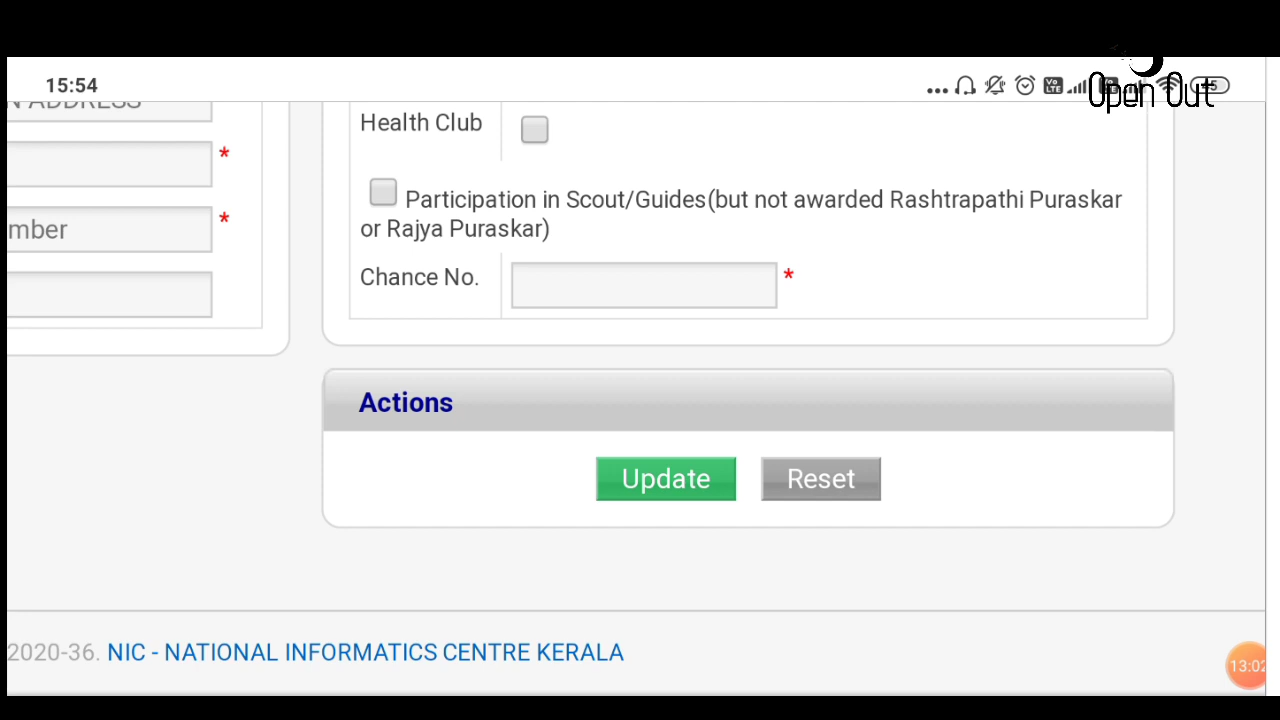 15:54
Open Out
N ADDRESS
*
mber *
Health Club
Participation in Scout/Guides(but not awarded Rashtrapathi Puraskar
or Rajya Puraskar)
Chance No. *
Actions
Update Reset
2020-36. NIC - NATIONAL INFORMATICS CENTRE KERALA
13:02